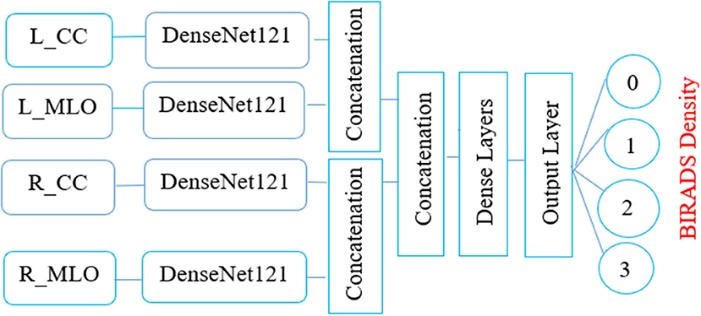 L_CC
DenseNet121
L_MLO
DenseNet121
Concatenation
R_CC
DenseNet121
R_MLO
DenseNet121
Concatenation
Concatenation
Dense Layers
Output Layer
0
1
2
3
BIRADS Density